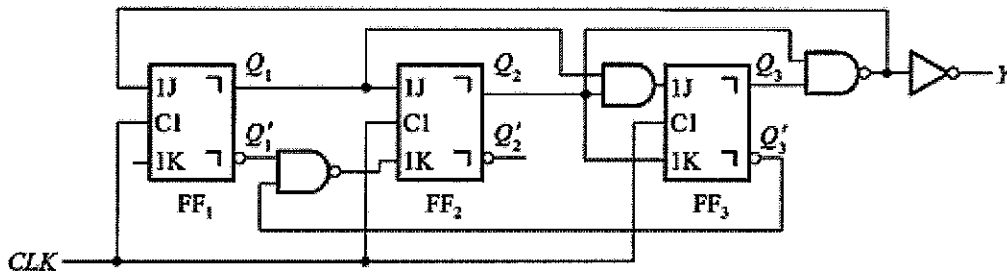 Q₁ Q₂ Q₃
1J 1J 1J Y
C1 C1 C1
Q₁' Q₂' Q₃'
1K 1K 1K
FF₁ FF₂ FF₃
CLK